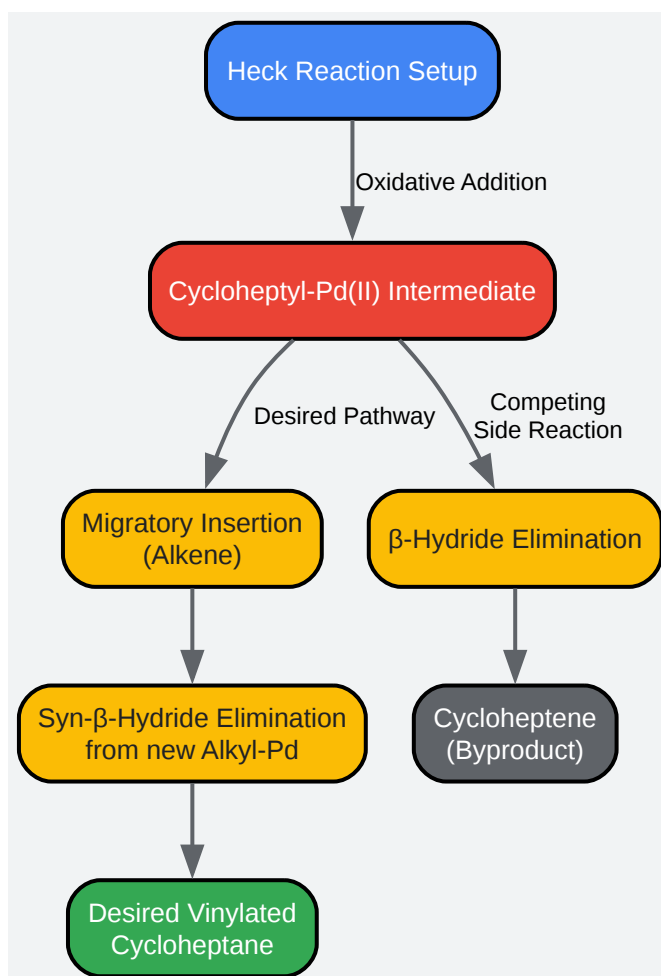 Heck Reaction Setup
Oxidative Addition
Cycloheptyl-Pd(II) Intermediate
Desired Pathway
Competing
Side Reaction
Migratory Insertion
(Alkene)
β-Hydride Elimination
Syn-β-Hydride Elimination
from new Alkyl-Pd
Cycloheptene
(Byproduct)
Desired Vinylated
Cycloheptane